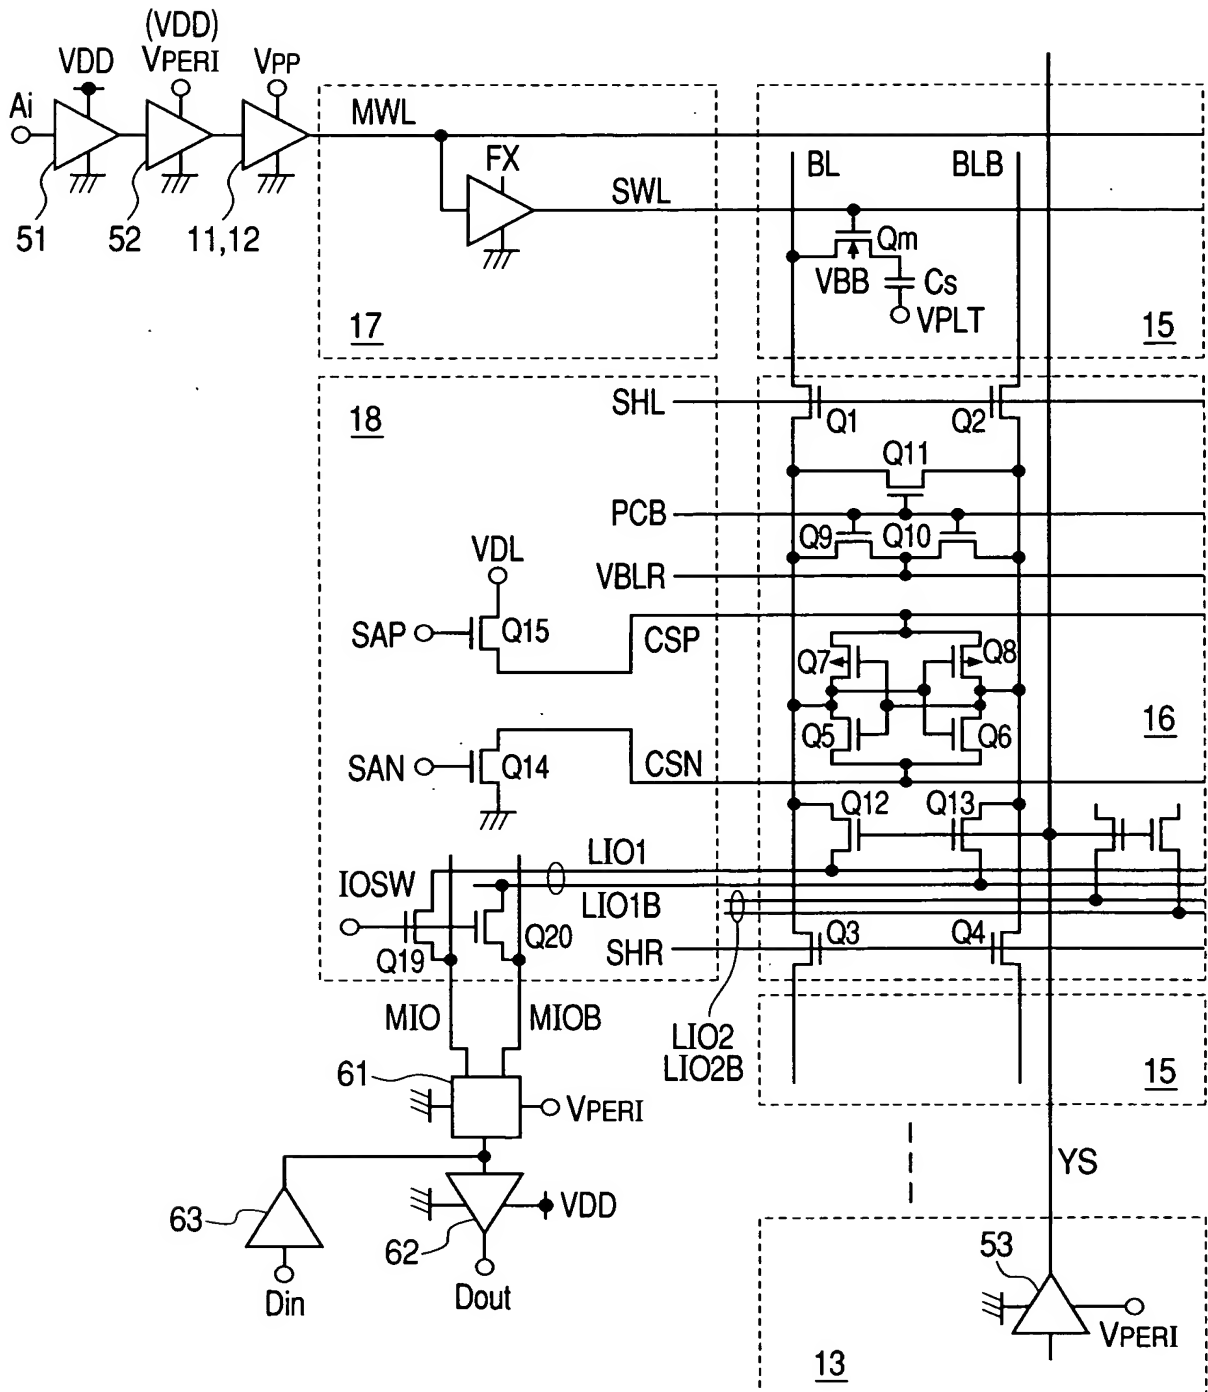 (VDD)
VDD VPERI VPP
Ai
51 52 11,12
MWL
FX
SWL
17
BL BLB
Qm
VBB Cs
VPLT
15
18
SHL
Q1 Q2
Q11
PCB
Q9 Q10
VBLR
VDL
SAP Q15
CSP
Q7 Q8
Q5 Q6
16
SAN Q14
CSN
Q12 Q13
LIO1
IOSW
LIO1B
Q19 Q20
SHR
Q3 Q4
MIO MIOB
LIO2
LIO2B
15
61
VPERI
YS
63
62
VDD
Din Dout
53
VPERI
13